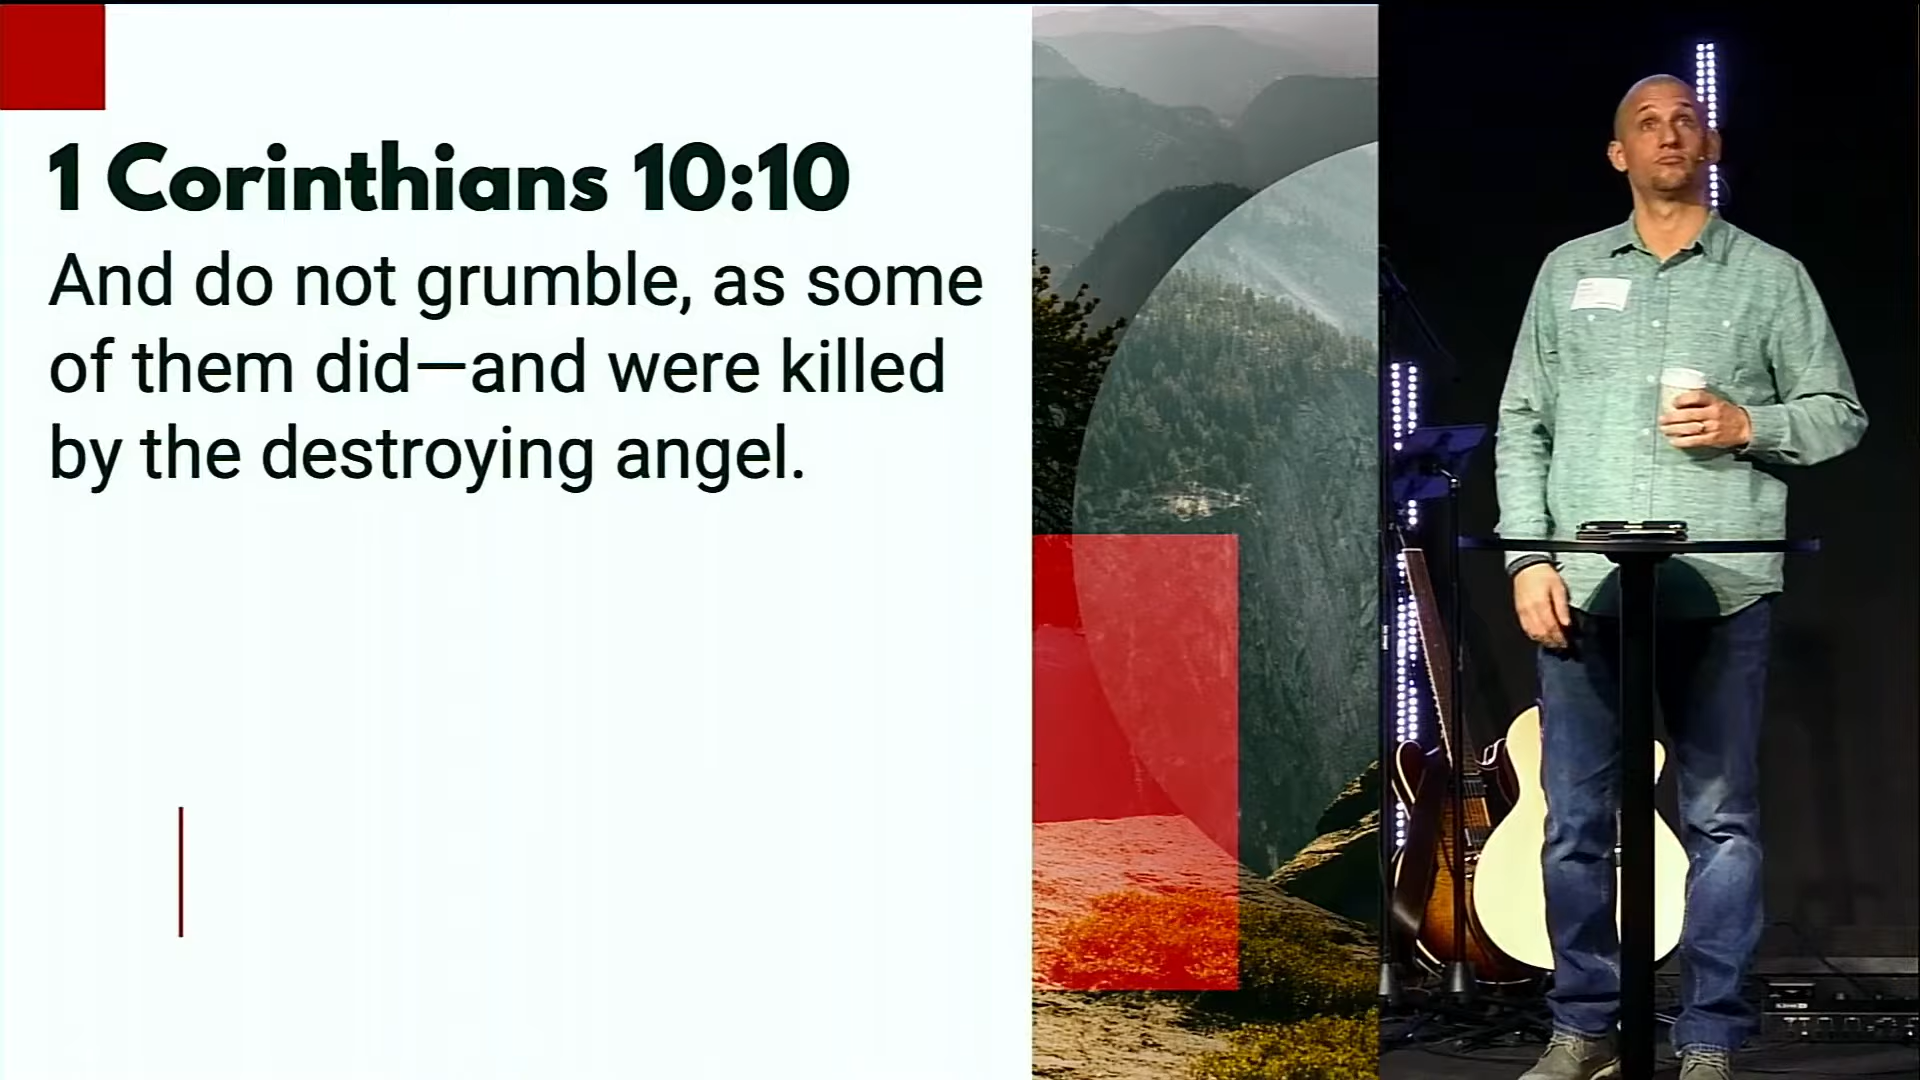 1 Corinthians 10:10
And do not grumble, as some
of them did—and were killed
by the destroying angel.